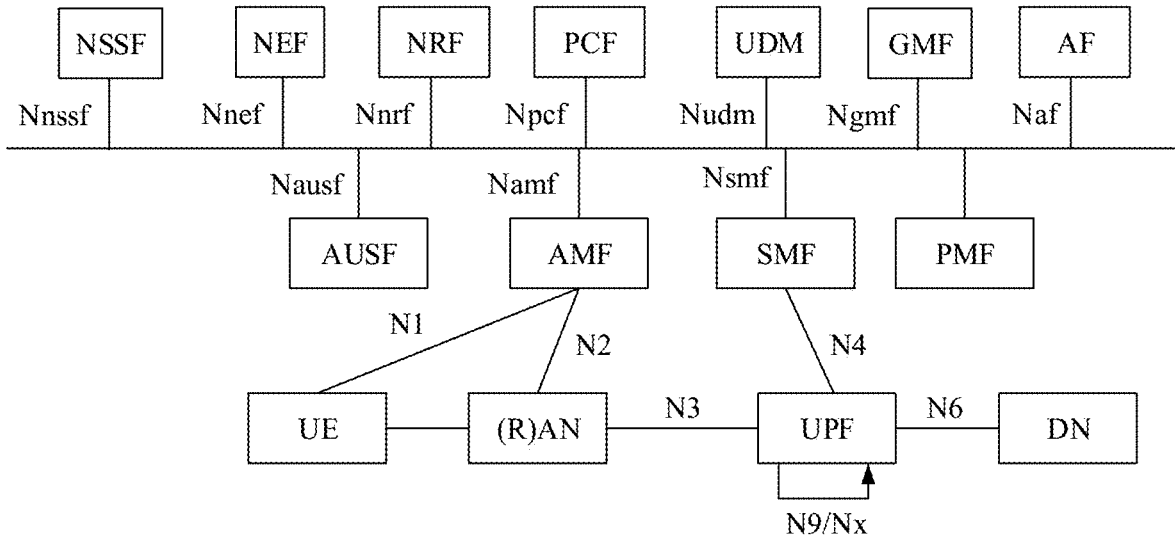 NSSF NEF NRF PCF UDM GMF AF
Nnssf Nnef Nnrf Npcf Nudm Ngmf Naf
Nausf Namf Nsmf
AUSF AMF SMF PMF
N1 N2 N4
UE (R)AN N3 UPF N6 DN
N9/Nx